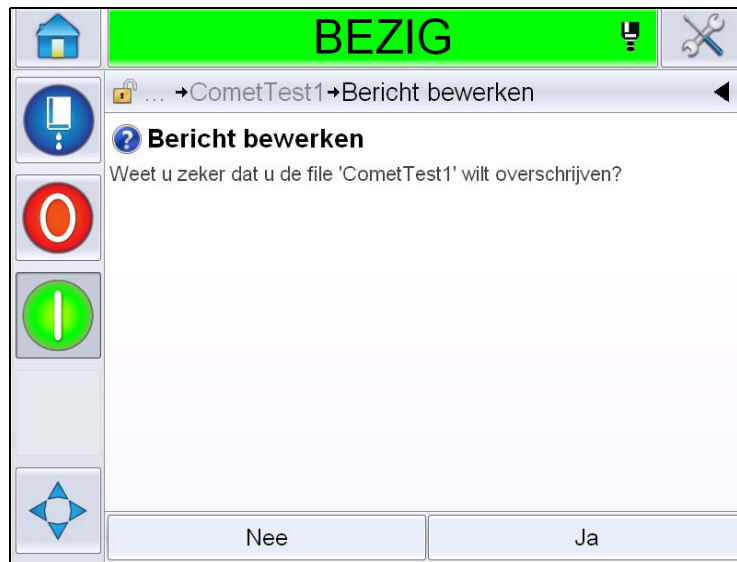 BEZIG
... →CometTest1→Bericht bewerken
Bericht bewerken
Weet u zeker dat u de file 'CometTest1' wilt overschrijven?
Nee
Ja